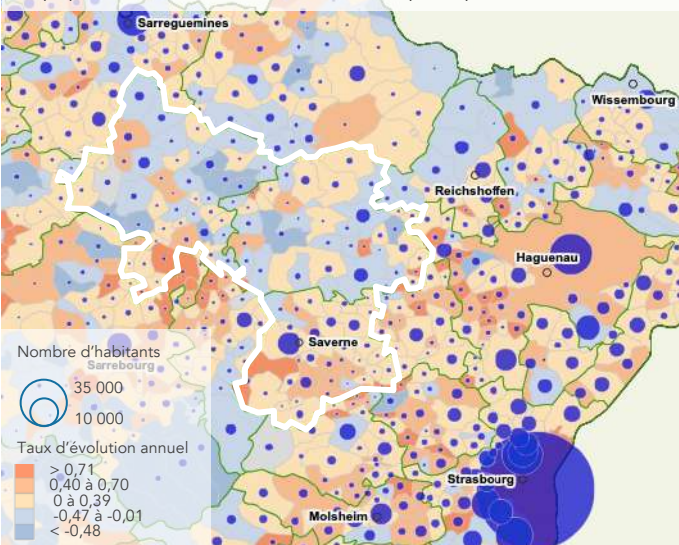 Sarreguemines
Wissembourg
Reichshoffen
Haguenau
Saverne
Nombre d'habitants
Sarrebourg
35 000
10 000
Taux d'évolution annuel
> 0,71
0,40 à 0,70
0 à 0,39
-0,47 à -0,01
< -0,48
Strasbourg
Molsheim